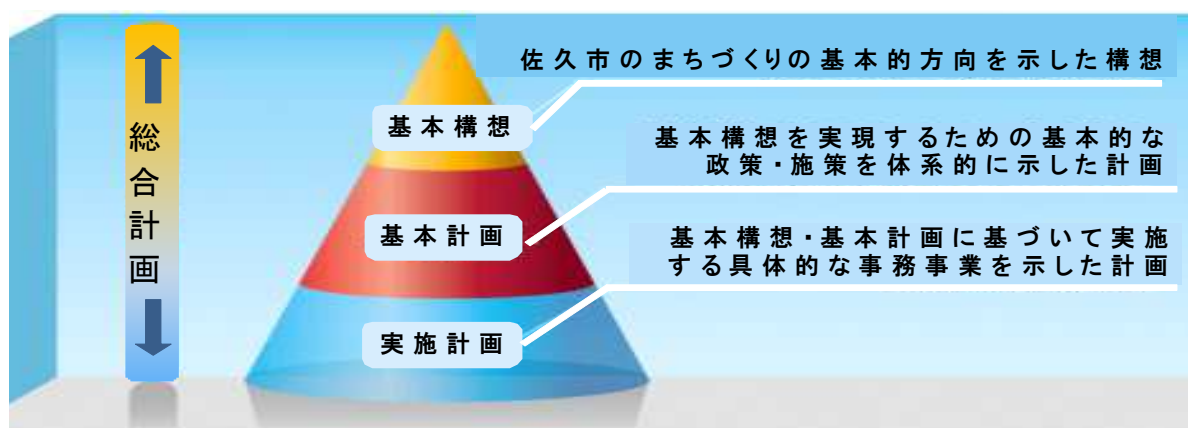 総合計画
佐久市のまちづくりの基本的方向を示した構想
基本構想
基本構想を実現するための基本的な
政策・施策を体系的に示した計画
基本計画
基本構想・基本計画に基づいて実施
する具体的な事務事業を示した計画
実施計画